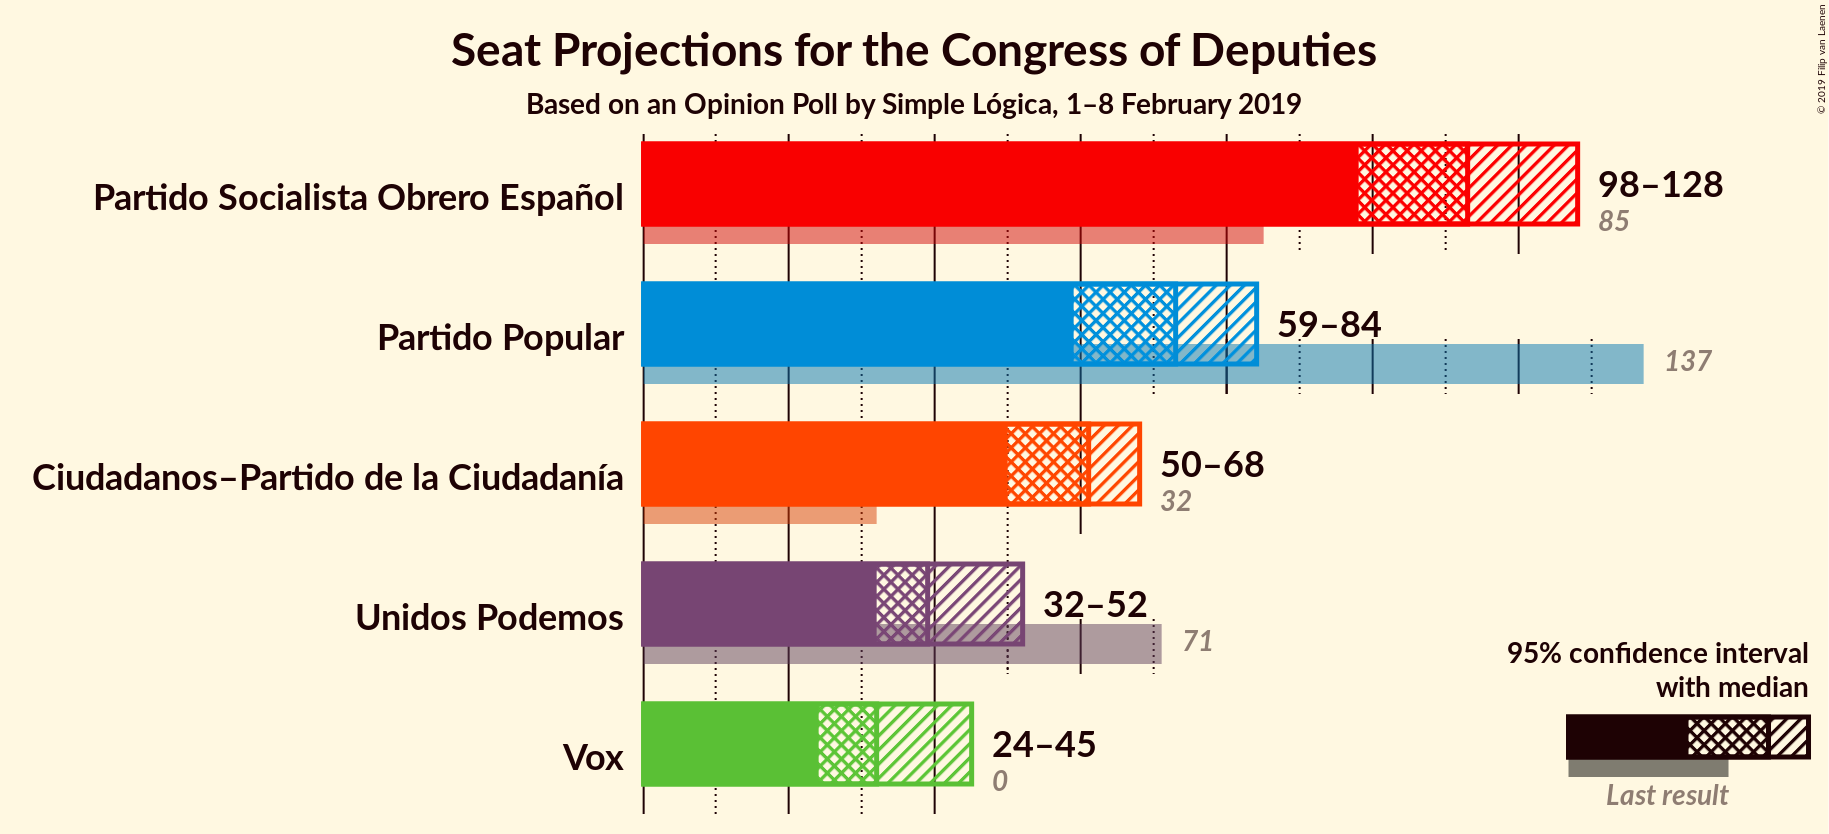 Seat Projections for the Congress of Deputies
Based on an Opinion Poll by Simple Lógica, 1–8 February 2019
© 2019 Filip van Laenen
Partido Socialista Obrero Español
98–128
85
Partido Popular
59–84
137
Ciudadanos–Partido de la Ciudadanía
50–68
32
Unidos Podemos
32–52
71
Vox
24–45
0
95% confidence interval
with median
Last result